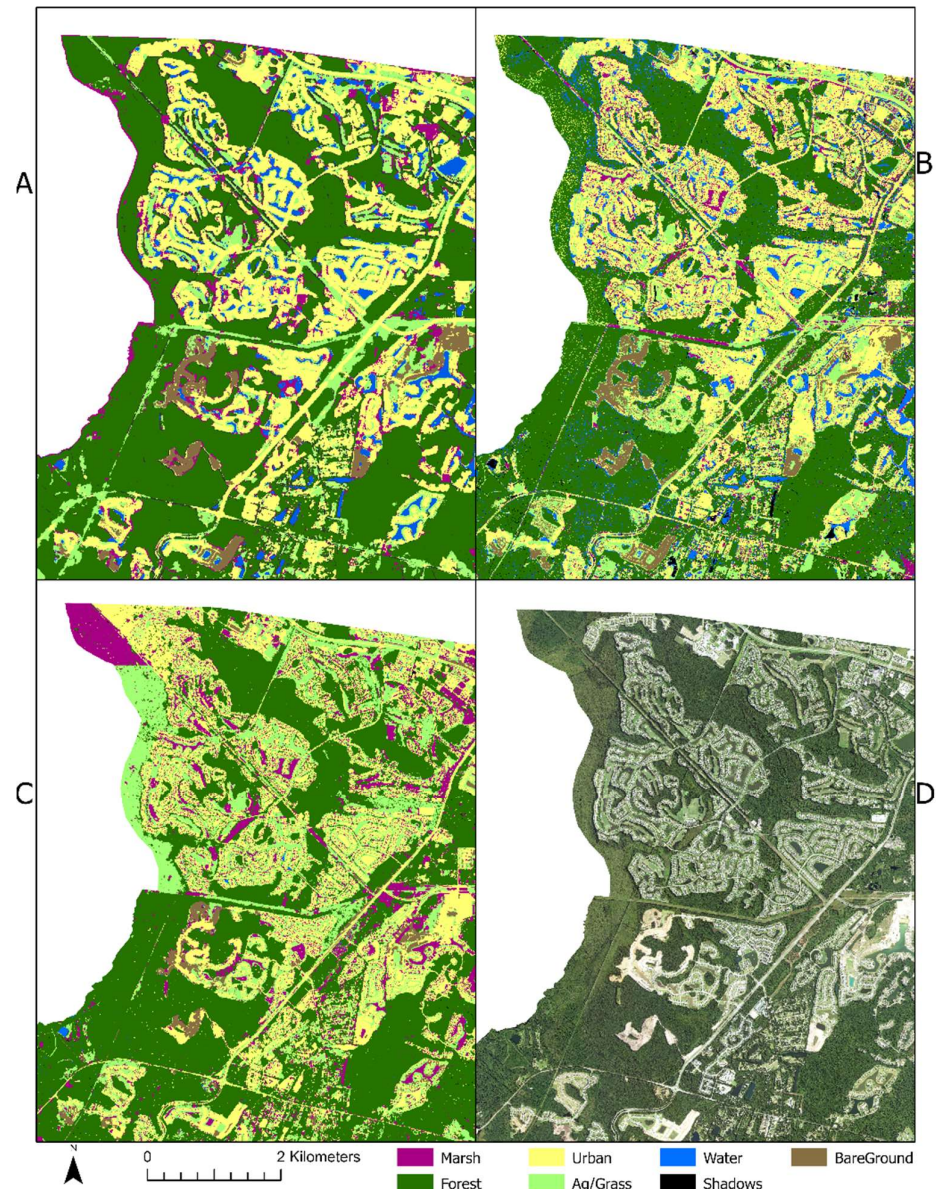 A
B
C
D
N
0 2 Kilometers
Marsh
Urban
Water
BareGround
Forest
Ag/Grass
Shadows